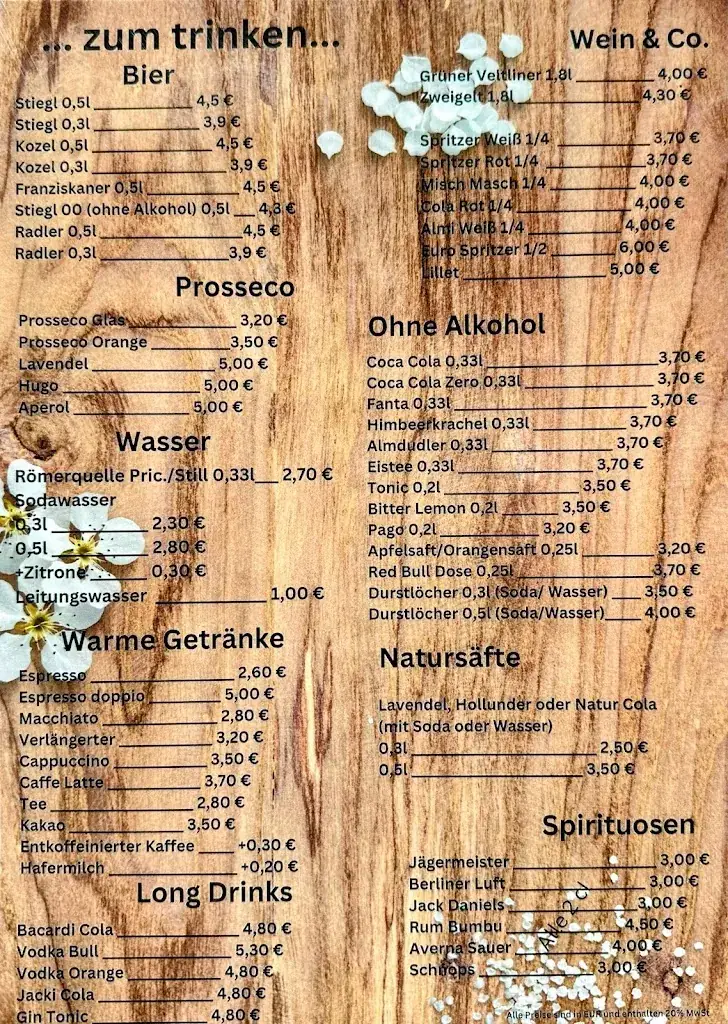 ... zum trinken...
Bier
Stiegl 0,5l 4,5 €
Stiegl 0,3l 3,9 €
Kozel 0,5l 4,5 €
Kozel 0,3l 3,9 €
Franziskaner 0,5l 4,5 €
Stiegl 00 (ohne Alkohol) 0,5l 4,3 €
Radler 0,5l 4,5 €
Radler 0,3l 3,9 €
Prosseco
Prosseco Glas 3,20 €
Prosseco Orange 3,50 €
Lavendel 5,00 €
Hugo 5,00 €
Aperol 5,00 €
Wasser
Römerquelle Pric./Still 0,33l 2,70 €
Sodawasser
0,3l 2,30 €
0,5l 2,80 €
+Zitrone 0,30 €
Leitungswasser 1,00 €
Warme Getränke
Espresso 2,60 €
Espresso doppio 5,00 €
Macchiato 2,80 €
Verlängerter 3,20 €
Cappuccino 3,50 €
Caffe Latte 3,70 €
Tee 2,80 €
Kakao 3,50 €
Entkoffeinierter Kaffee +0,30 €
Hafermilch +0,20 €
Long Drinks
Bacardi Cola 4,80 €
Vodka Bull 5,30 €
Vodka Orange 4,80 €
Jacki Cola 4,80 €
Gin Tonic 4,80 €
Wein & Co.
Grüner Veltliner 1,8l 4,00 €
Zweigelt 1,8l 4,30 €
Spritzer Weiß 1/4 3,70 €
Spritzer Rot 1/4 3,70 €
Misch Masch 1/4 4,00 €
Cola Rot 1/4 4,00 €
Almi Weiß 1/4 4,00 €
Euro Spritzer 1/2 6,00 €
Lillet 5,00 €
Ohne Alkohol
Coca Cola 0,33l 3,70 €
Coca Cola Zero 0,33l 3,70 €
Fanta 0,33l 3,70 €
Himbeerkrachel 0,33l 3,70 €
Almdudler 0,33l 3,70 €
Eistee 0,33l 3,70 €
Tonic 0,2l 3,50 €
Bitter Lemon 0,2l 3,50 €
Pago 0,2l 3,20 €
Apfelsaft/Orangensaft 0,25l 3,20 €
Red Bull Dose 0,25l 3,70 €
Durstlöcher 0,3l (Soda/ Wasser) 3,50 €
Durstlöcher 0,5l (Soda/Wasser) 4,00 €
Natursäfte
Lavendel, Hollunder oder Natur Cola
(mit Soda oder Wasser)
0,3l 2,50 €
0,5l 3,50 €
Spirituosen
Jägermeister 3,00 €
Berliner Luft 3,00 €
Jack Daniels 3,00 €
Rum Bumbu 4,50 €
Averna Sauer 4,00 €
Schnops 3,00 €
Alle 2 cl
Alle Preise sind in EUR und enthalten 20% MwSt.